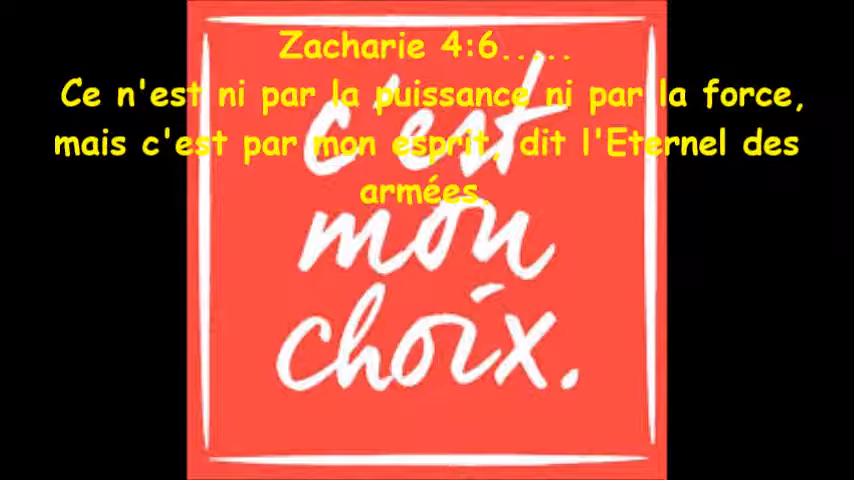 Zacharie 4:6.....
Ce n'est ni par la puissance ni par la force,
mais c'est par mon esprit, dit l'Eternel des
armées.
c'est
mon
choix.